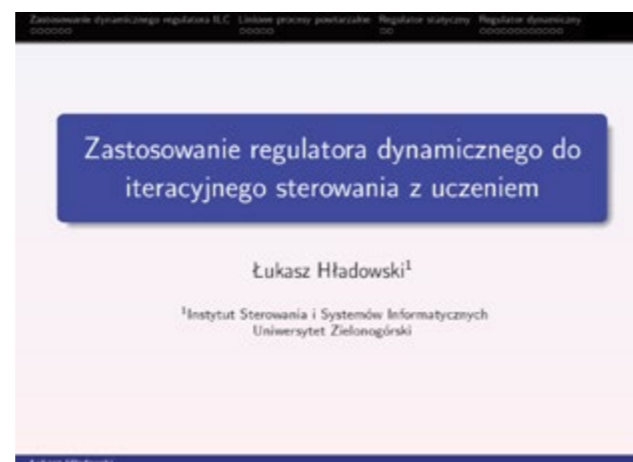 Zastosowanie dynamicznego regulatora ILC Liniowe procesy powtarzalne Regulator statyczny Regulator dynamiczny
Zastosowanie regulatora dynamicznego do
iteracyjnego sterowania z uczeniem
Łukasz Hładowski¹
¹Instytut Sterowania i Systemów Informatycznych
Uniwersytet Zielonogórski